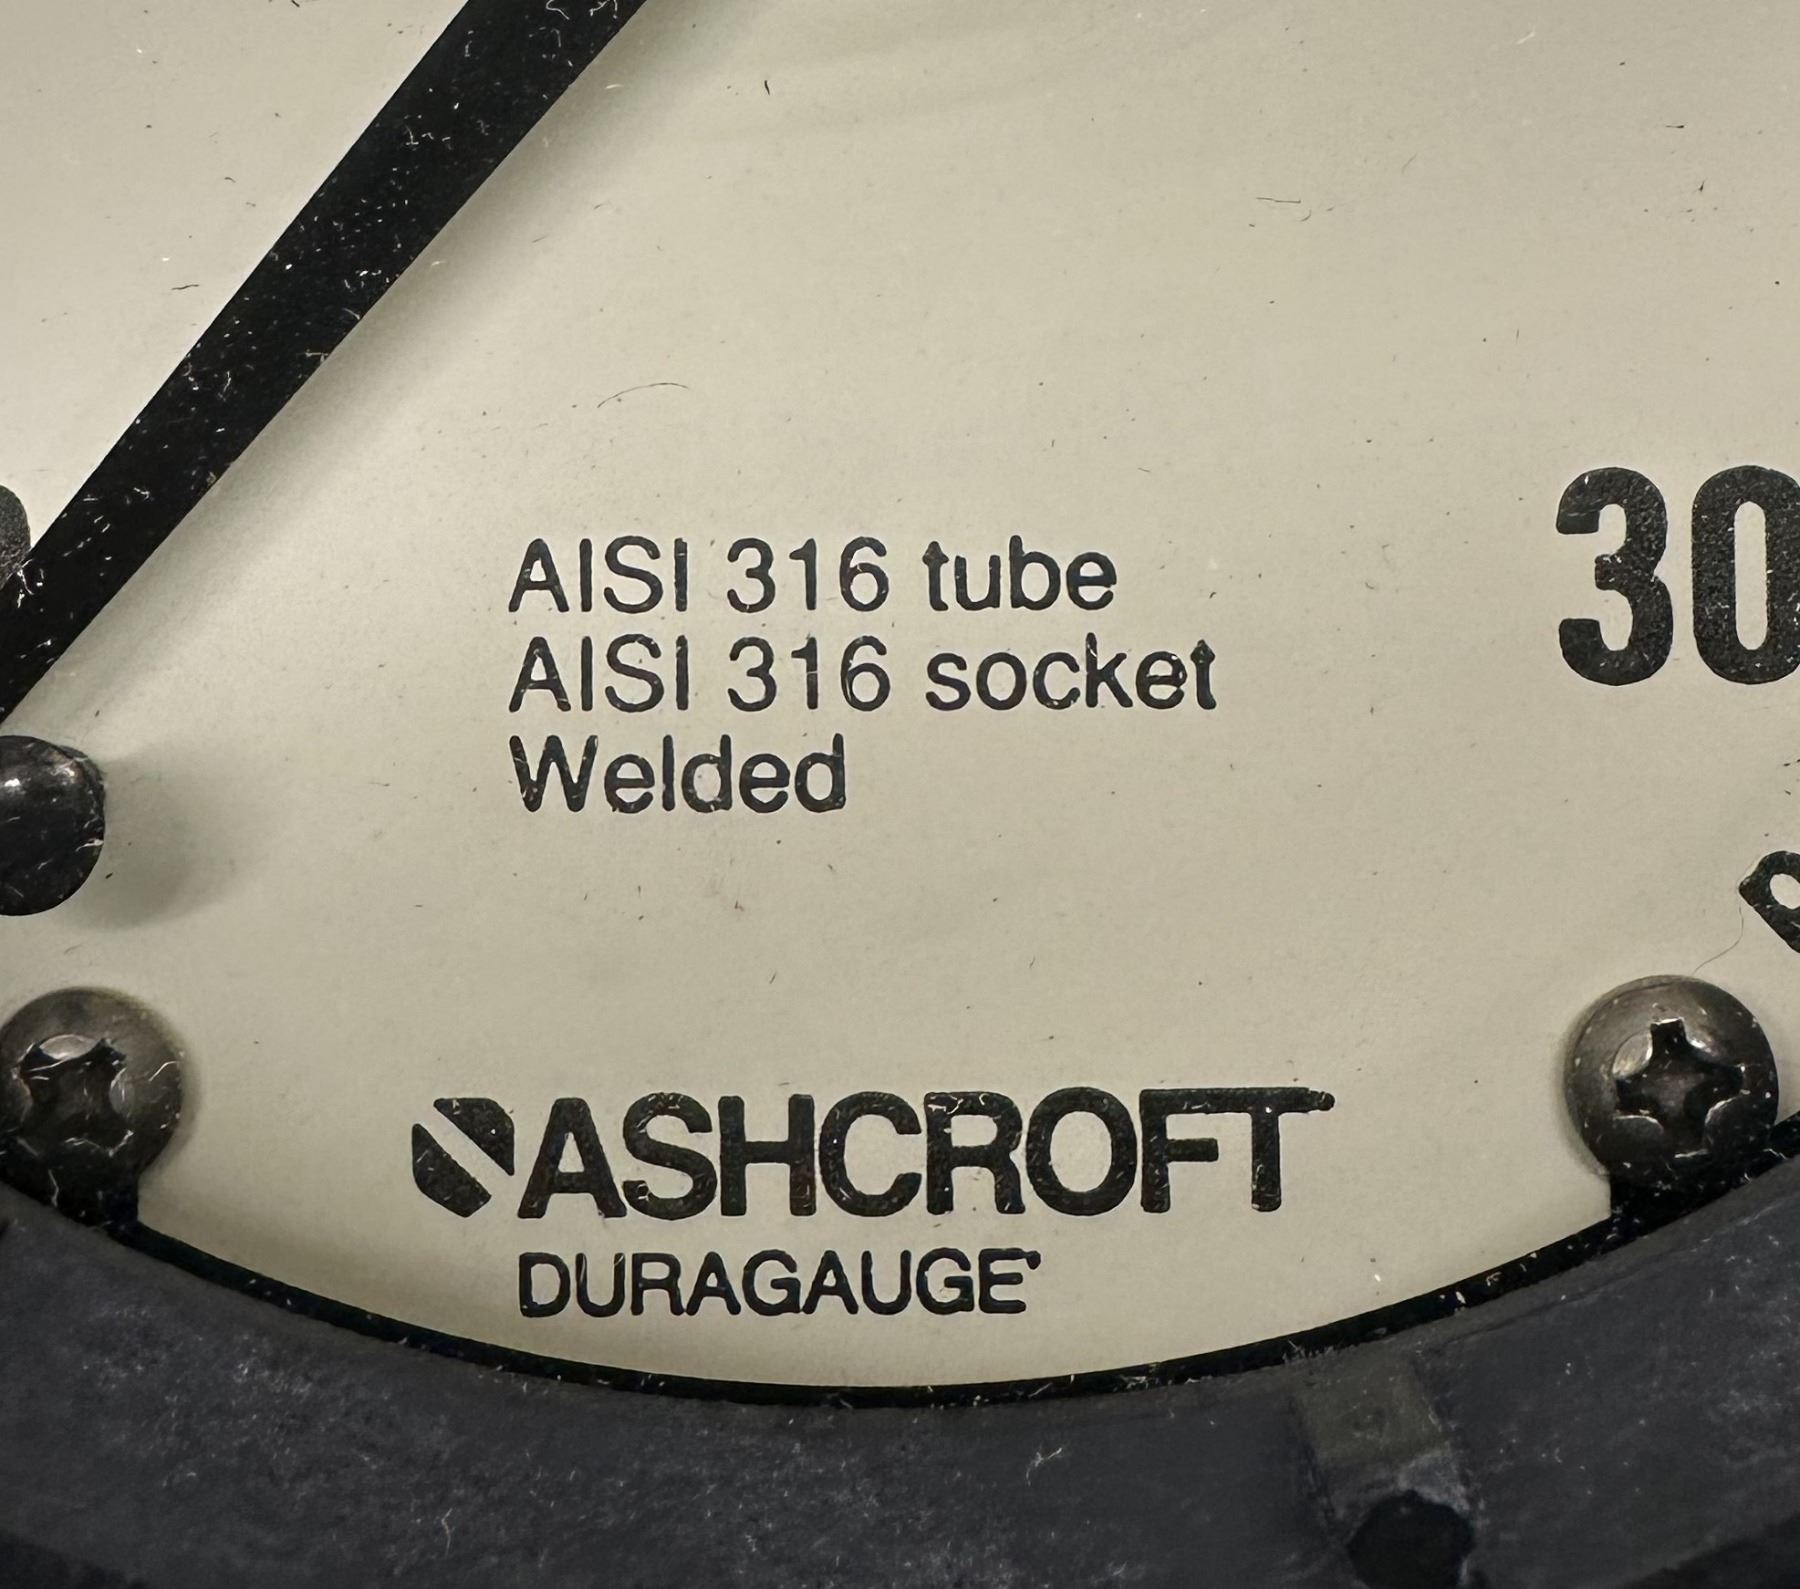 AISI 316 tube
AISI 316 socket
Welded
30
ASHCROFT
DURAGAUGE